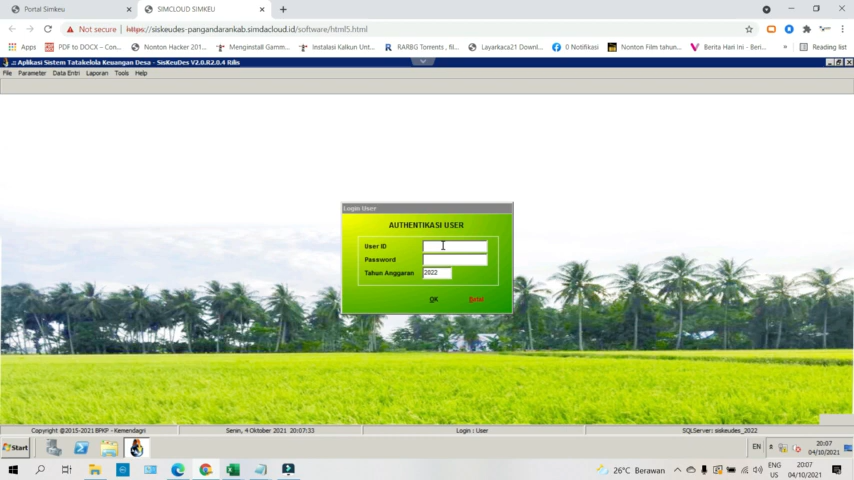 Portal Simkeu
SIMCLOUD SIMKEU
Not secure
https://siskeudes-pangandarankab.simdacloud.id/software/html5.html
Apps
PDF to DOCX – Con...
Nonton Hacker 201...
Menginstall Gamm...
Instalasi Kalkun Unt...
RARBG Torrents , fil...
Layarkaca21 Downl...
0 Notifikasi
Nonton Film tahun...
Berita Hari Ini - Beri...
»
Reading list
.:: Aplikasi Sistem Tatakelola Keuangan Desa - SisKeuDes V2.0.R2.0.4 Rilis
File Parameter Data Entri Laporan Tools Help
Login User
AUTHENTIKASI USER
User ID
Password
Tahun Anggaran 2022
OK Batal
Copyright @2015-2021 BPKP - Kemendagri
Senin, 4 Oktober 2021 20:07:33
Login : User
SQLServer: siskeudes_2022
Start
EN
20:07
04/10/2021
26°C Berawan
ENG
US
20:07
04/10/2021